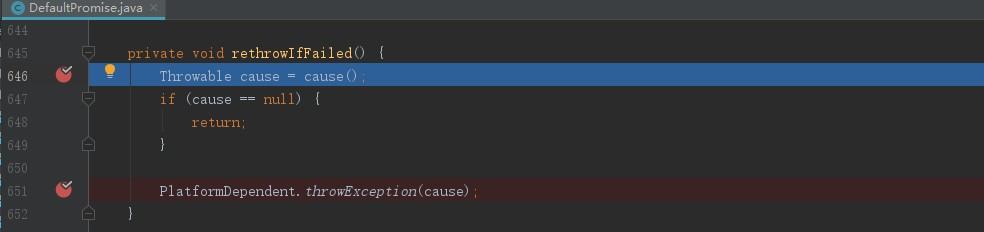 DefaultPromise.java
644
645 private void rethrowIfFailed() {
646 Throwable cause = cause();
647 if (cause == null) {
648 return;
649 }
650
651 PlatformDependent.throwException(cause);
652 }